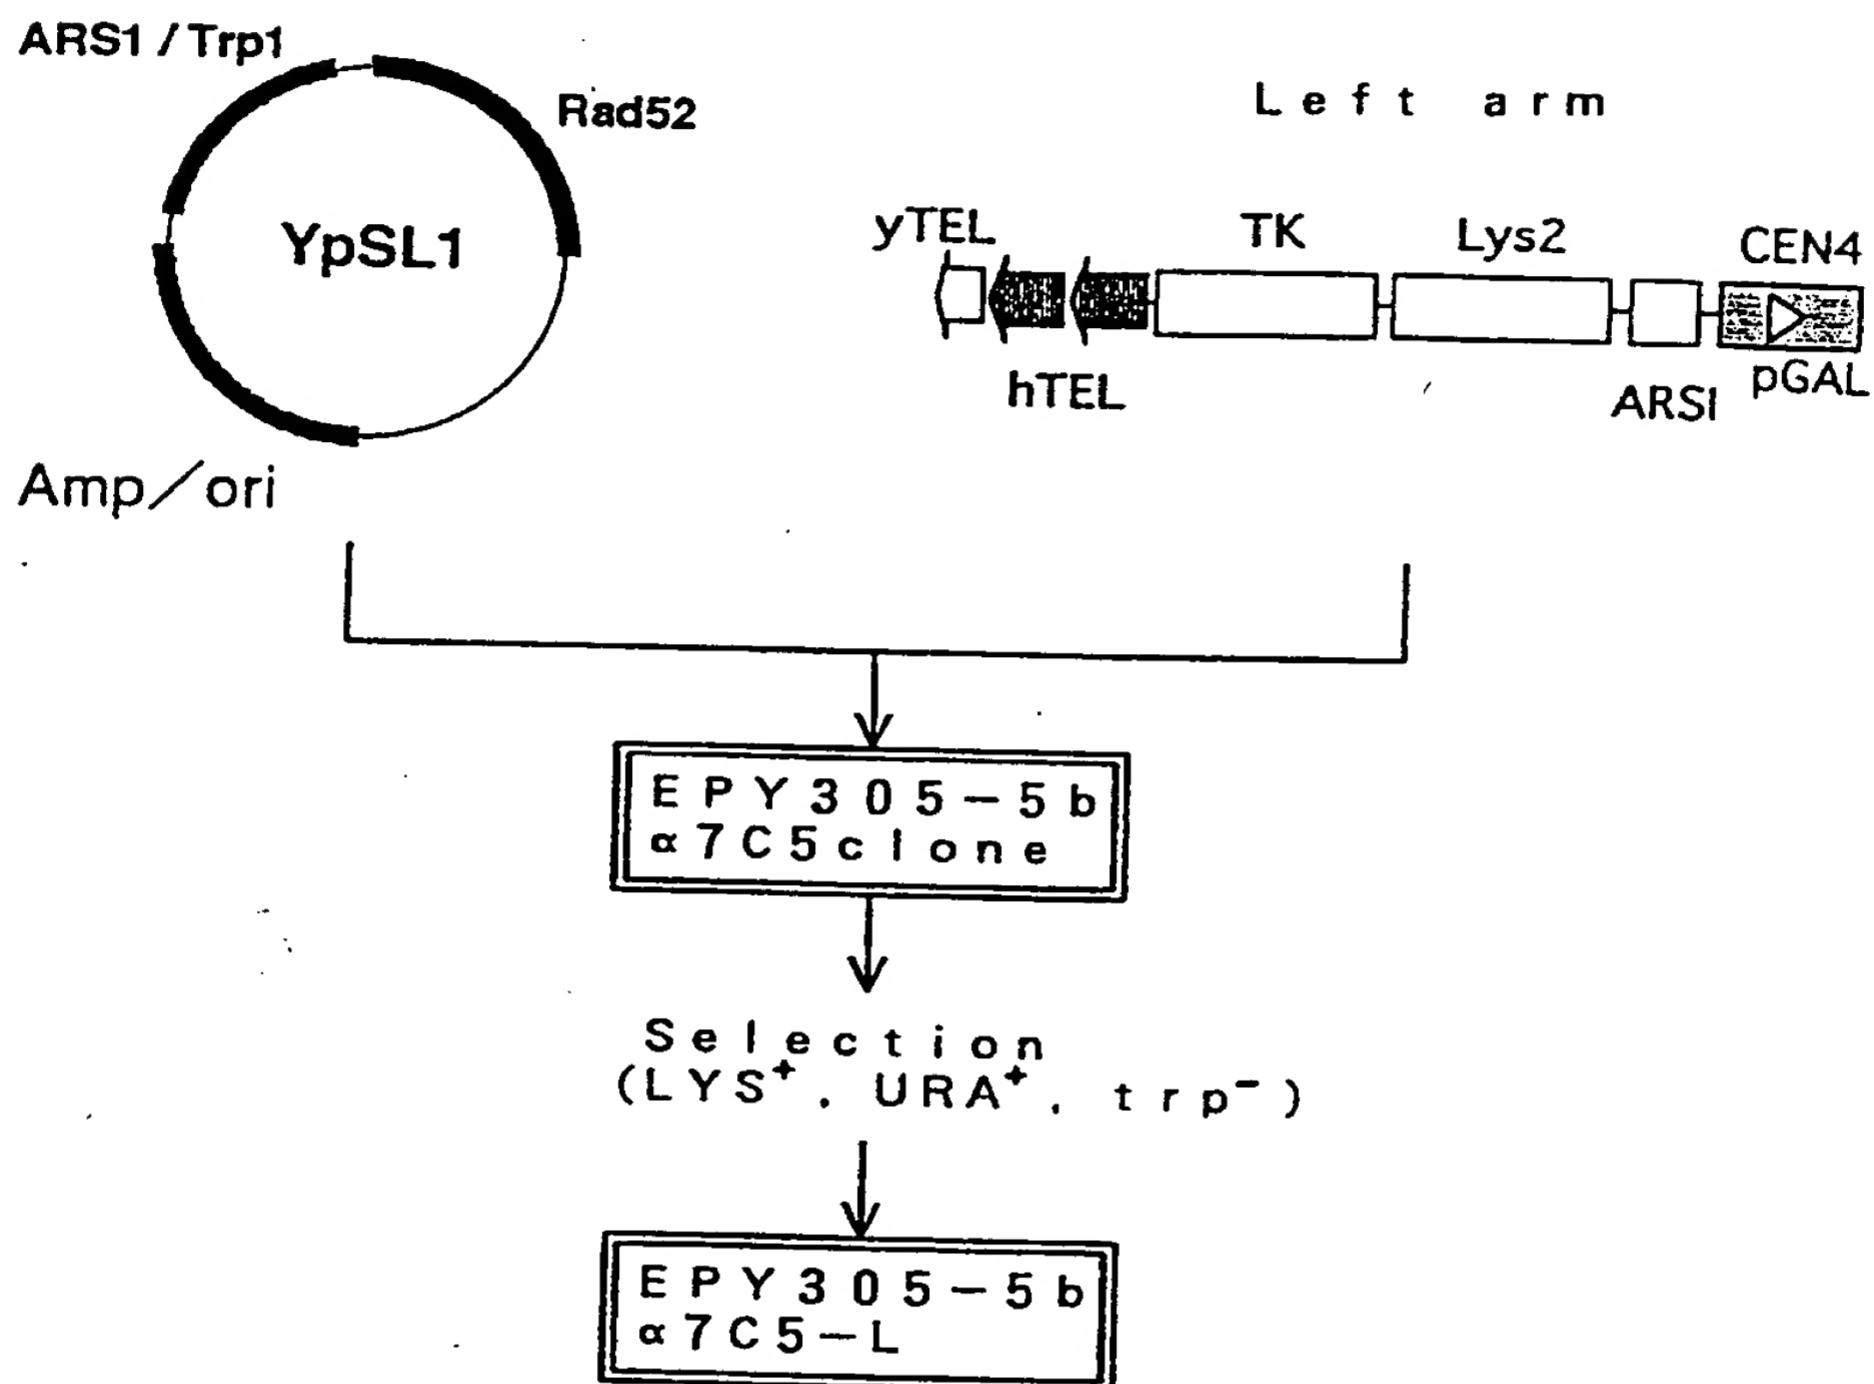 ARS1 / Trp1
Rad52
YpSL1
Amp/ori
Left arm
yTEL
TK
Lys2
CEN4
hTEL
ARSI
pGAL
EPY305-5b
α7C5clone
Selection
(LYS⁺. URA⁺. trp⁻)
EPY305-5b
α7C5-L